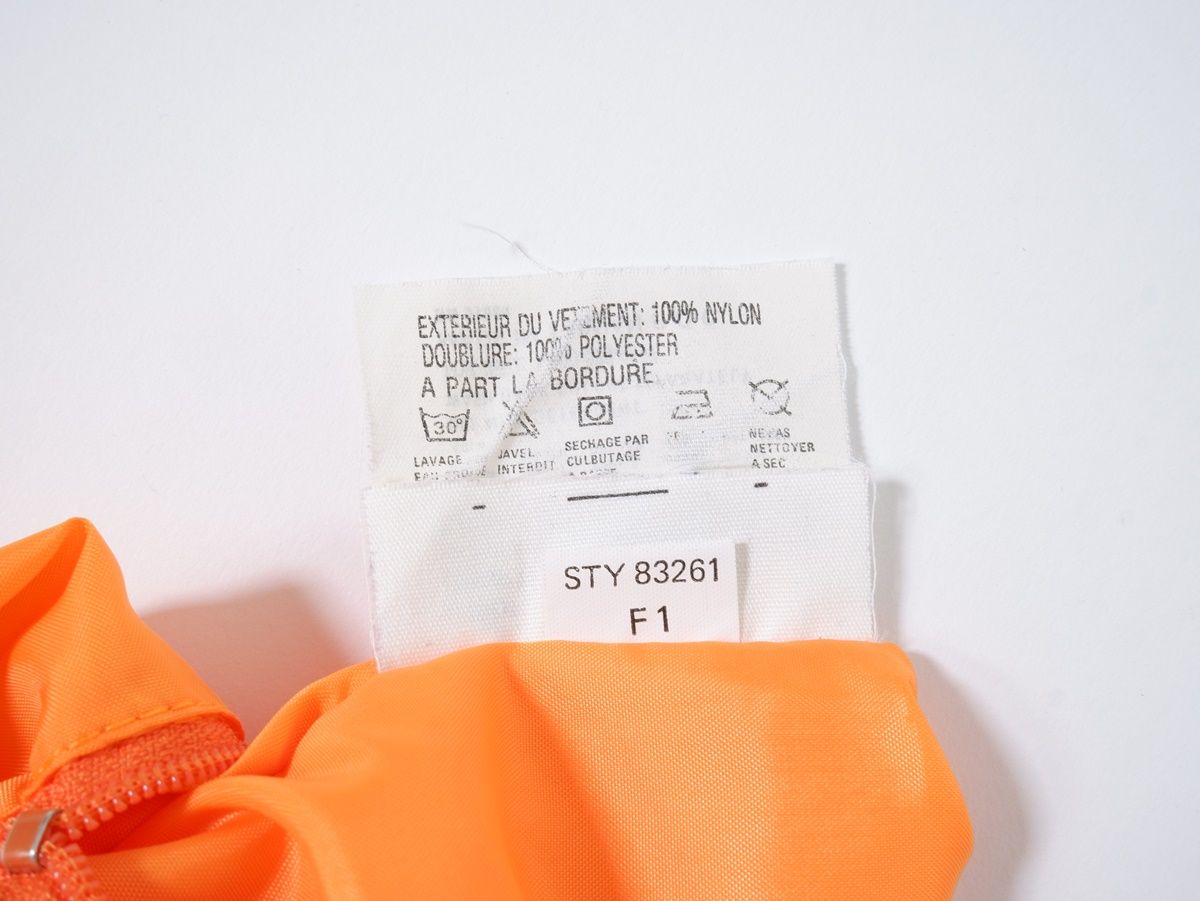 EXTERIEUR DU VETEMENT: 100% NYLON
DOUBLURE: 100% POLYESTER
A PART LA BORDURE
30°
LAVAGE
JAVEL
INTERDIT
SECHAGE PAR
CULBUTAGE
NE PAS
NETTOYER
A SEC
STY 83261
F 1